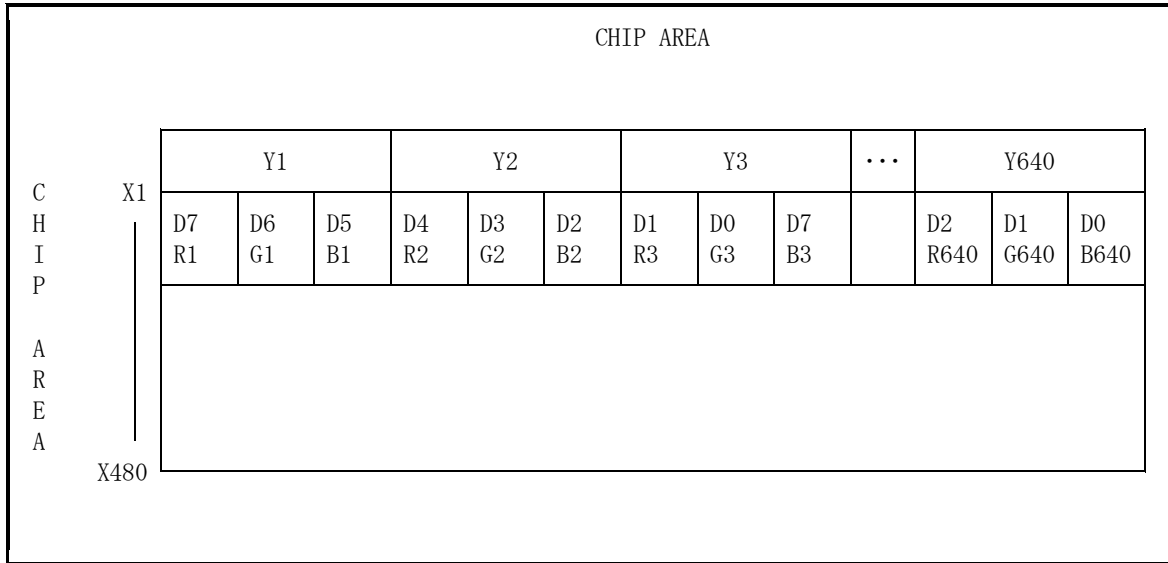 CHIP AREA
Y1 Y2 Y3 ··· Y640
X1
D7 D6 D5 D4 D3 D2 D1 D0 D7 D2 D1 D0
R1 G1 B1 R2 G2 B2 R3 G3 B3 R640 G640 B640
X480
C
H
I
P
A
R
E
A